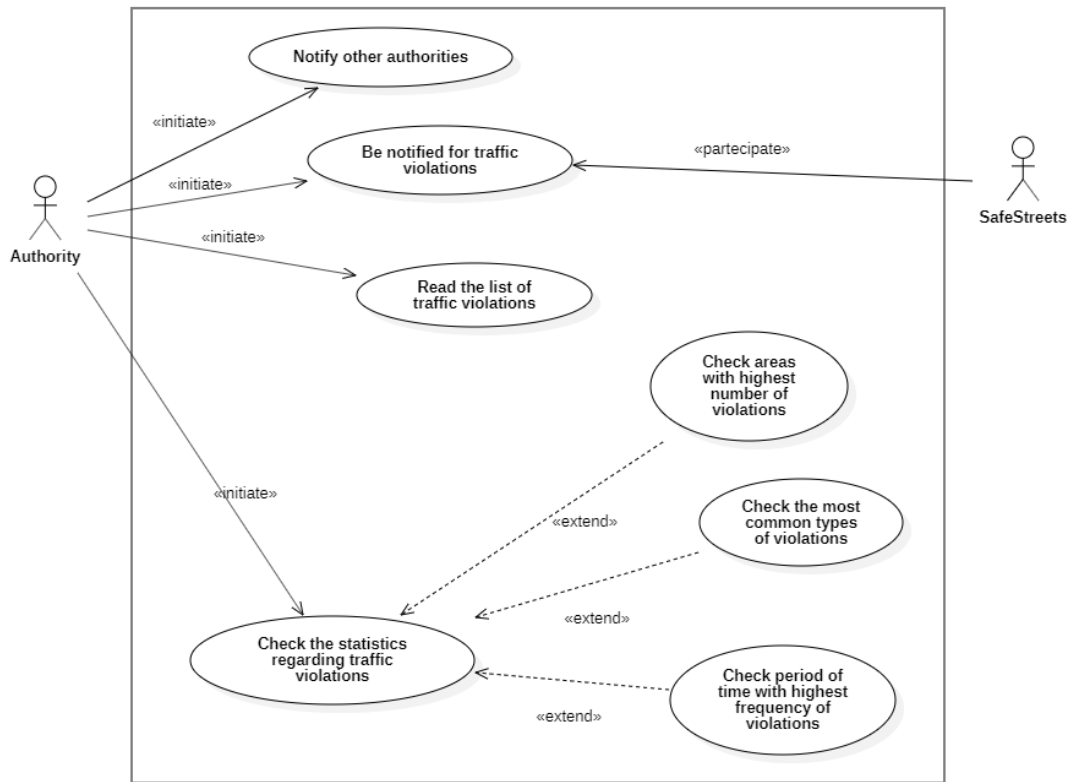 Notify other authorities
«initiate»
Be notified for traffic
violations
«partecipate»
«initiate»
SafeStreets
«initiate»
Authority
Read the list of
traffic violations
Check areas
with highest
number of
violations
«initiate»
Check the most
common types
of violations
«extend»
«extend»
Check the statistics
regarding traffic
violations
Check period of
time with highest
frequency of
violations
«extend»